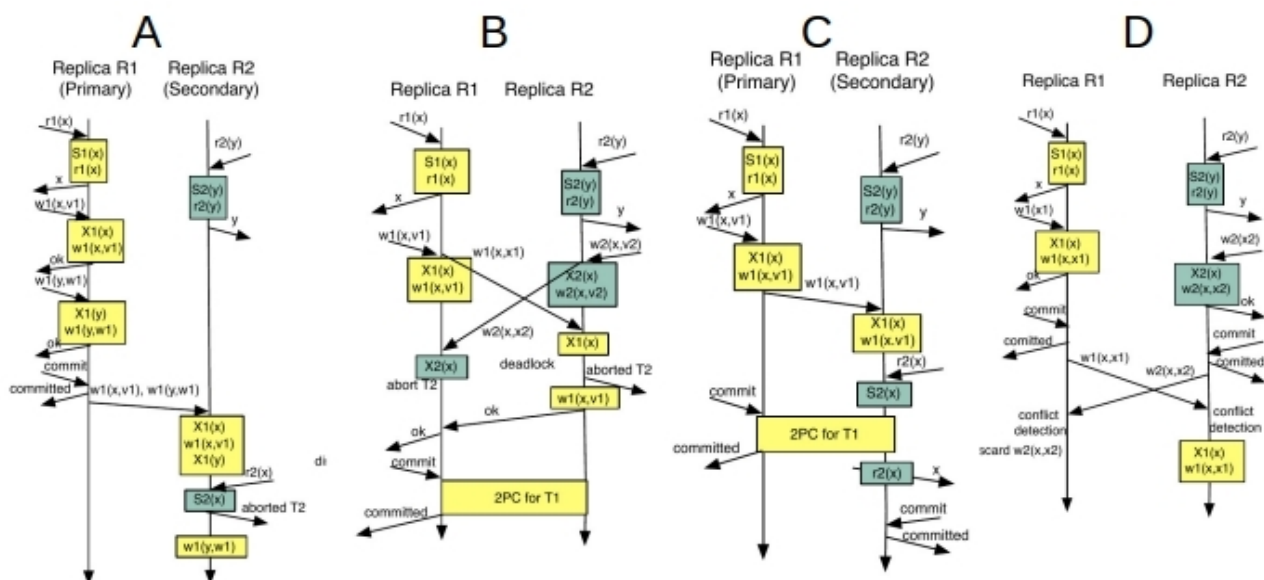 A
Replica R1
(Primary)
Replica R2
(Secondary)
r1(x)
S1(x)
r1(x)
x
w1(x,v1)
S2(y)
r2(y)
y
X1(x)
w1(x,v1)
ok
w1(y,w1)
X1(y)
w1(y,w1)
ok
commit
committed
w1(x,v1), w1(y,w1)
X1(x)
w1(x,v1)
X1(y)
r2(x)
S2(x)
aborted T2
w1(y,w1)
di
B
Replica R1
Replica R2
r1(x)
S1(x)
r1(x)
r2(y)
S2(y)
r2(y)
x
y
w1(x,v1)
w1(x,x1)
w2(x,v2)
X1(x)
w1(x,v1)
X2(x)
w2(x,v2)
w2(x,x2)
X1(x)
X2(x)
deadlock
abort T2
aborted T2
w1(x,v1)
ok
ok
commit
2PC for T1
committed
C
Replica R1
(Primary)
Replica R2
(Secondary)
r1(x)
r2(y)
S1(x)
r1(x)
S2(y)
r2(y)
x
y
w1(x,v1)
X1(x)
w1(x,v1)
w1(x,v1)
X1(x)
w1(x.v1)
r2(x)
S2(x)
commit
2PC for T1
committed
r2(x)
x
commit
committed
D
Replica R1
Replica R2
r1(x)
r2(y)
S1(x)
r1(x)
S2(y)
r2(y)
x
y
w1(x1)
X1(x)
w1(x,x1)
w2(x2)
X2(x)
w2(x,x2)
ok
ok
commit
commit
comitted
comitted
w1(x,x1)
w2(x,x2)
conflict
detection
conflict
detection
scard w2(x,x2)
X1(x)
w1(x,x1)